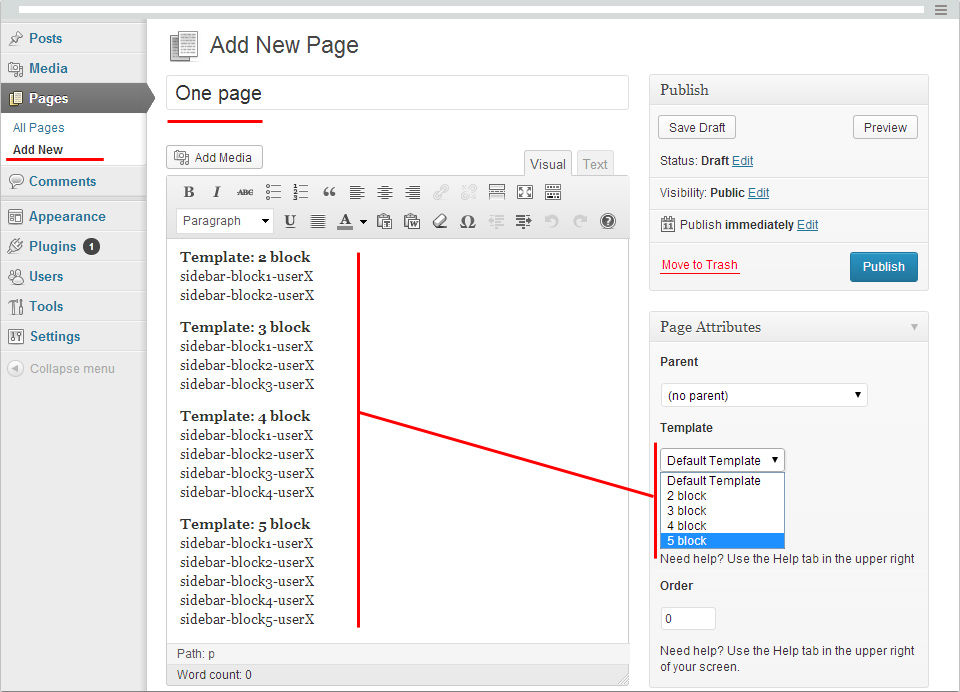 Posts
Media
Pages
All Pages
Add New
Comments
Appearance
Plugins 1
Users
Tools
Settings
Collapse menu
Add New Page
One page
Add Media
Visual Text
B I ABC
Paragraph U A
Template: 2 block
sidebar-block1-userX
sidebar-block2-userX
Template: 3 block
sidebar-block1-userX
sidebar-block2-userX
sidebar-block3-userX
Template: 4 block
sidebar-block1-userX
sidebar-block2-userX
sidebar-block3-userX
sidebar-block4-userX
Template: 5 block
sidebar-block1-userX
sidebar-block2-userX
sidebar-block3-userX
sidebar-block4-userX
sidebar-block5-userX
Path: p
Word count: 0
Publish
Save Draft Preview
Status: Draft Edit
Visibility: Public Edit
Publish immediately Edit
Move to Trash Publish
Page Attributes
Parent
(no parent)
Template
Default Template
Default Template
2 block
3 block
4 block
5 block
Need help? Use the Help tab in the upper right
Order
0
Need help? Use the Help tab in the upper right
of your screen.